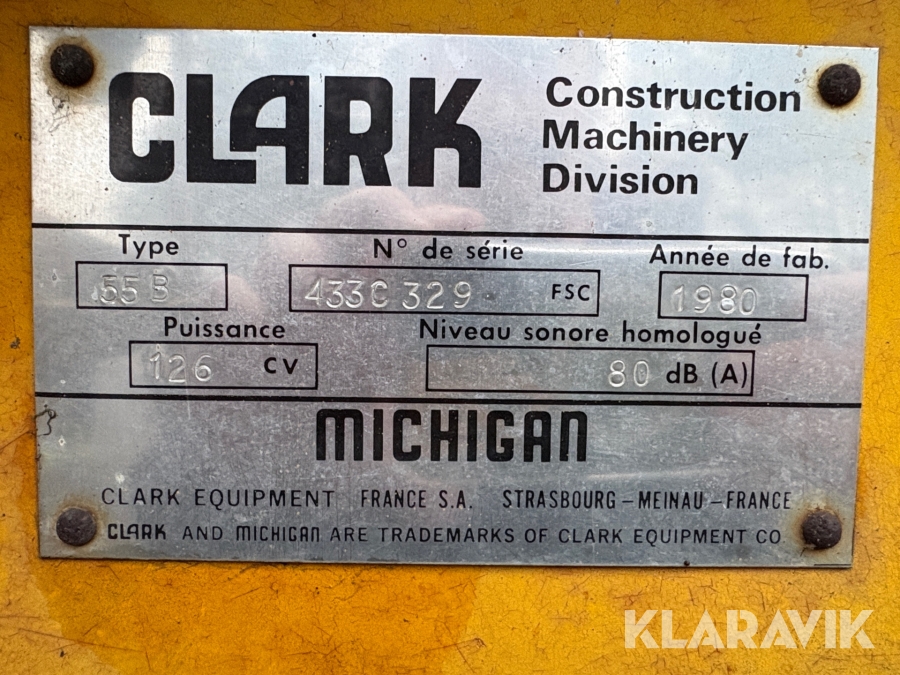 CLARK Construction
Machinery
Division
Type N° de série Année de fab.
55 B 433C 329 FSC 1980
Puissance Niveau sonore homologué
126 CV 80 dB (A)
MICHIGAN
CLARK EQUIPMENT FRANCE S.A. STRASBOURG-MEINAU-FRANCE
CLARK AND MICHIGAN ARE TRADEMARKS OF CLARK EQUIPMENT CO
KLARAVIK